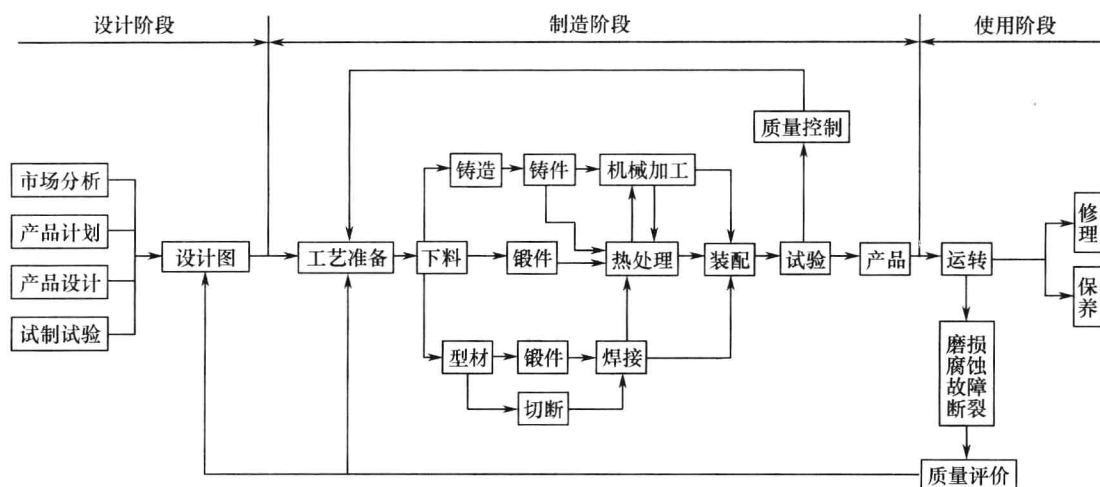 设计阶段
制造阶段
使用阶段
质量控制
铸造
铸件
机械加工
市场分析
产品计划
产品设计
试制试验
设计图
工艺准备
下料
锻件
热处理
装配
试验
产品
运转
修
理
保
养
型材
锻件
焊接
切断
磨损
腐蚀
故障
断裂
质量评价